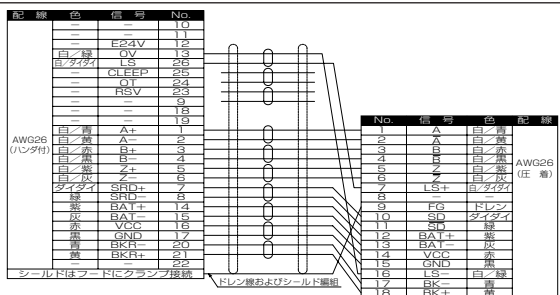 配 線 色 信 号 No.
－ － 10
－ － 11
－ E24V 12
白／緑 0V 13
白／ダイダイ LS 26
－ CLEEP 25
－ OT 24
－ RSV 23
－ － 9
－ － 18
－ － 19
白／青 A+ 1
白／黄 A− 2
白／赤 B+ 3
白／黒 B− 4
白／紫 Z+ 5
白／灰 Z− 6
ダイダイ SRD+ 7
緑 SRD− 8
紫 BAT+ 14
灰 BAT− 15
赤 VCC 16
黒 GND 17
青 BKR− 20
黄 BKR+ 21
－ － 22
AWG26
(ハンダ付)
シールドはフードにクランプ接続
ドレン線およびシールド編組
No. 信 号 色 配 線
1 A 白／青
2 A̅ 白／黄
3 B 白／赤
4 B̅ 白／黒
5 Z 白／紫
6 Z̅ 白／灰
7 LS+ 白／ダイダイ
8 － －
9 FG ドレン
10 SD ダイダイ
11 S̅D̅ 緑
12 BAT+ 紫
13 BAT− 灰
14 VCC 赤
15 GND 黒
16 LS− 白／緑
17 BK− 青
18 BK+ 黄
AWG26
(圧 着)